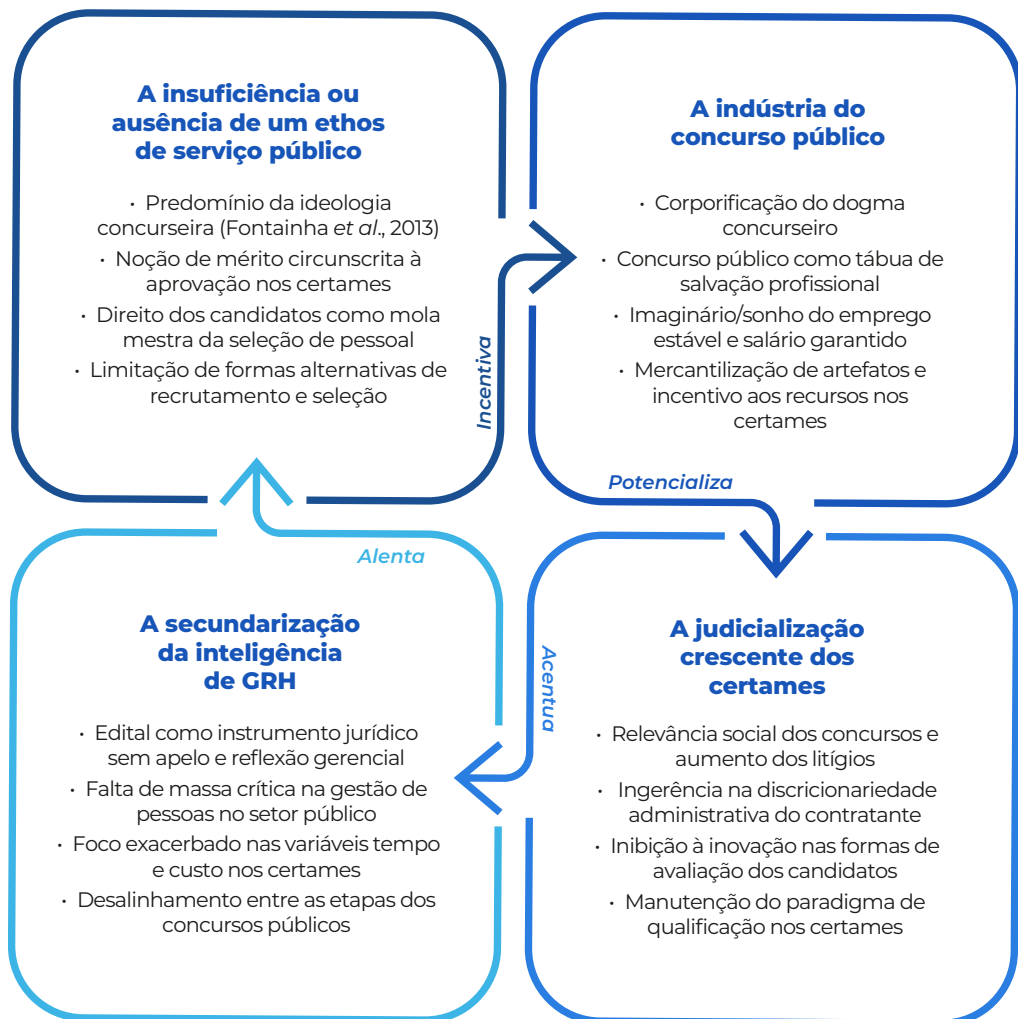 A insuficiência ou
ausência de um ethos
de serviço público
· Predomínio da ideologia
concurseira (Fontainha et al., 2013)
· Noção de mérito circunscrita à
aprovação nos certames
· Direito dos candidatos como mola
mestra da seleção de pessoal
· Limitação de formas alternativas de
recrutamento e seleção
Incentiva
A indústria do
concurso público
· Corporificação do dogma
concurseiro
· Concurso público como tábua de
salvação profissional
· Imaginário/sonho do emprego
estável e salário garantido
· Mercantilização de artefatos e
incentivo aos recursos nos
certames
Potencializa
A judicialização
crescente dos
certames
· Relevância social dos concursos e
aumento dos litígios
· Ingerência na discricionariedade
administrativa do contratante
· Inibição à inovação nas formas de
avaliação dos candidatos
· Manutenção do paradigma de
qualificação nos certames
Acentua
A secundarização
da inteligência
de GRH
· Edital como instrumento jurídico
sem apelo e reflexão gerencial
· Falta de massa crítica na gestão de
pessoas no setor público
· Foco exacerbado nas variáveis tempo
e custo nos certames
· Desalinhamento entre as etapas dos
concursos públicos
Alenta